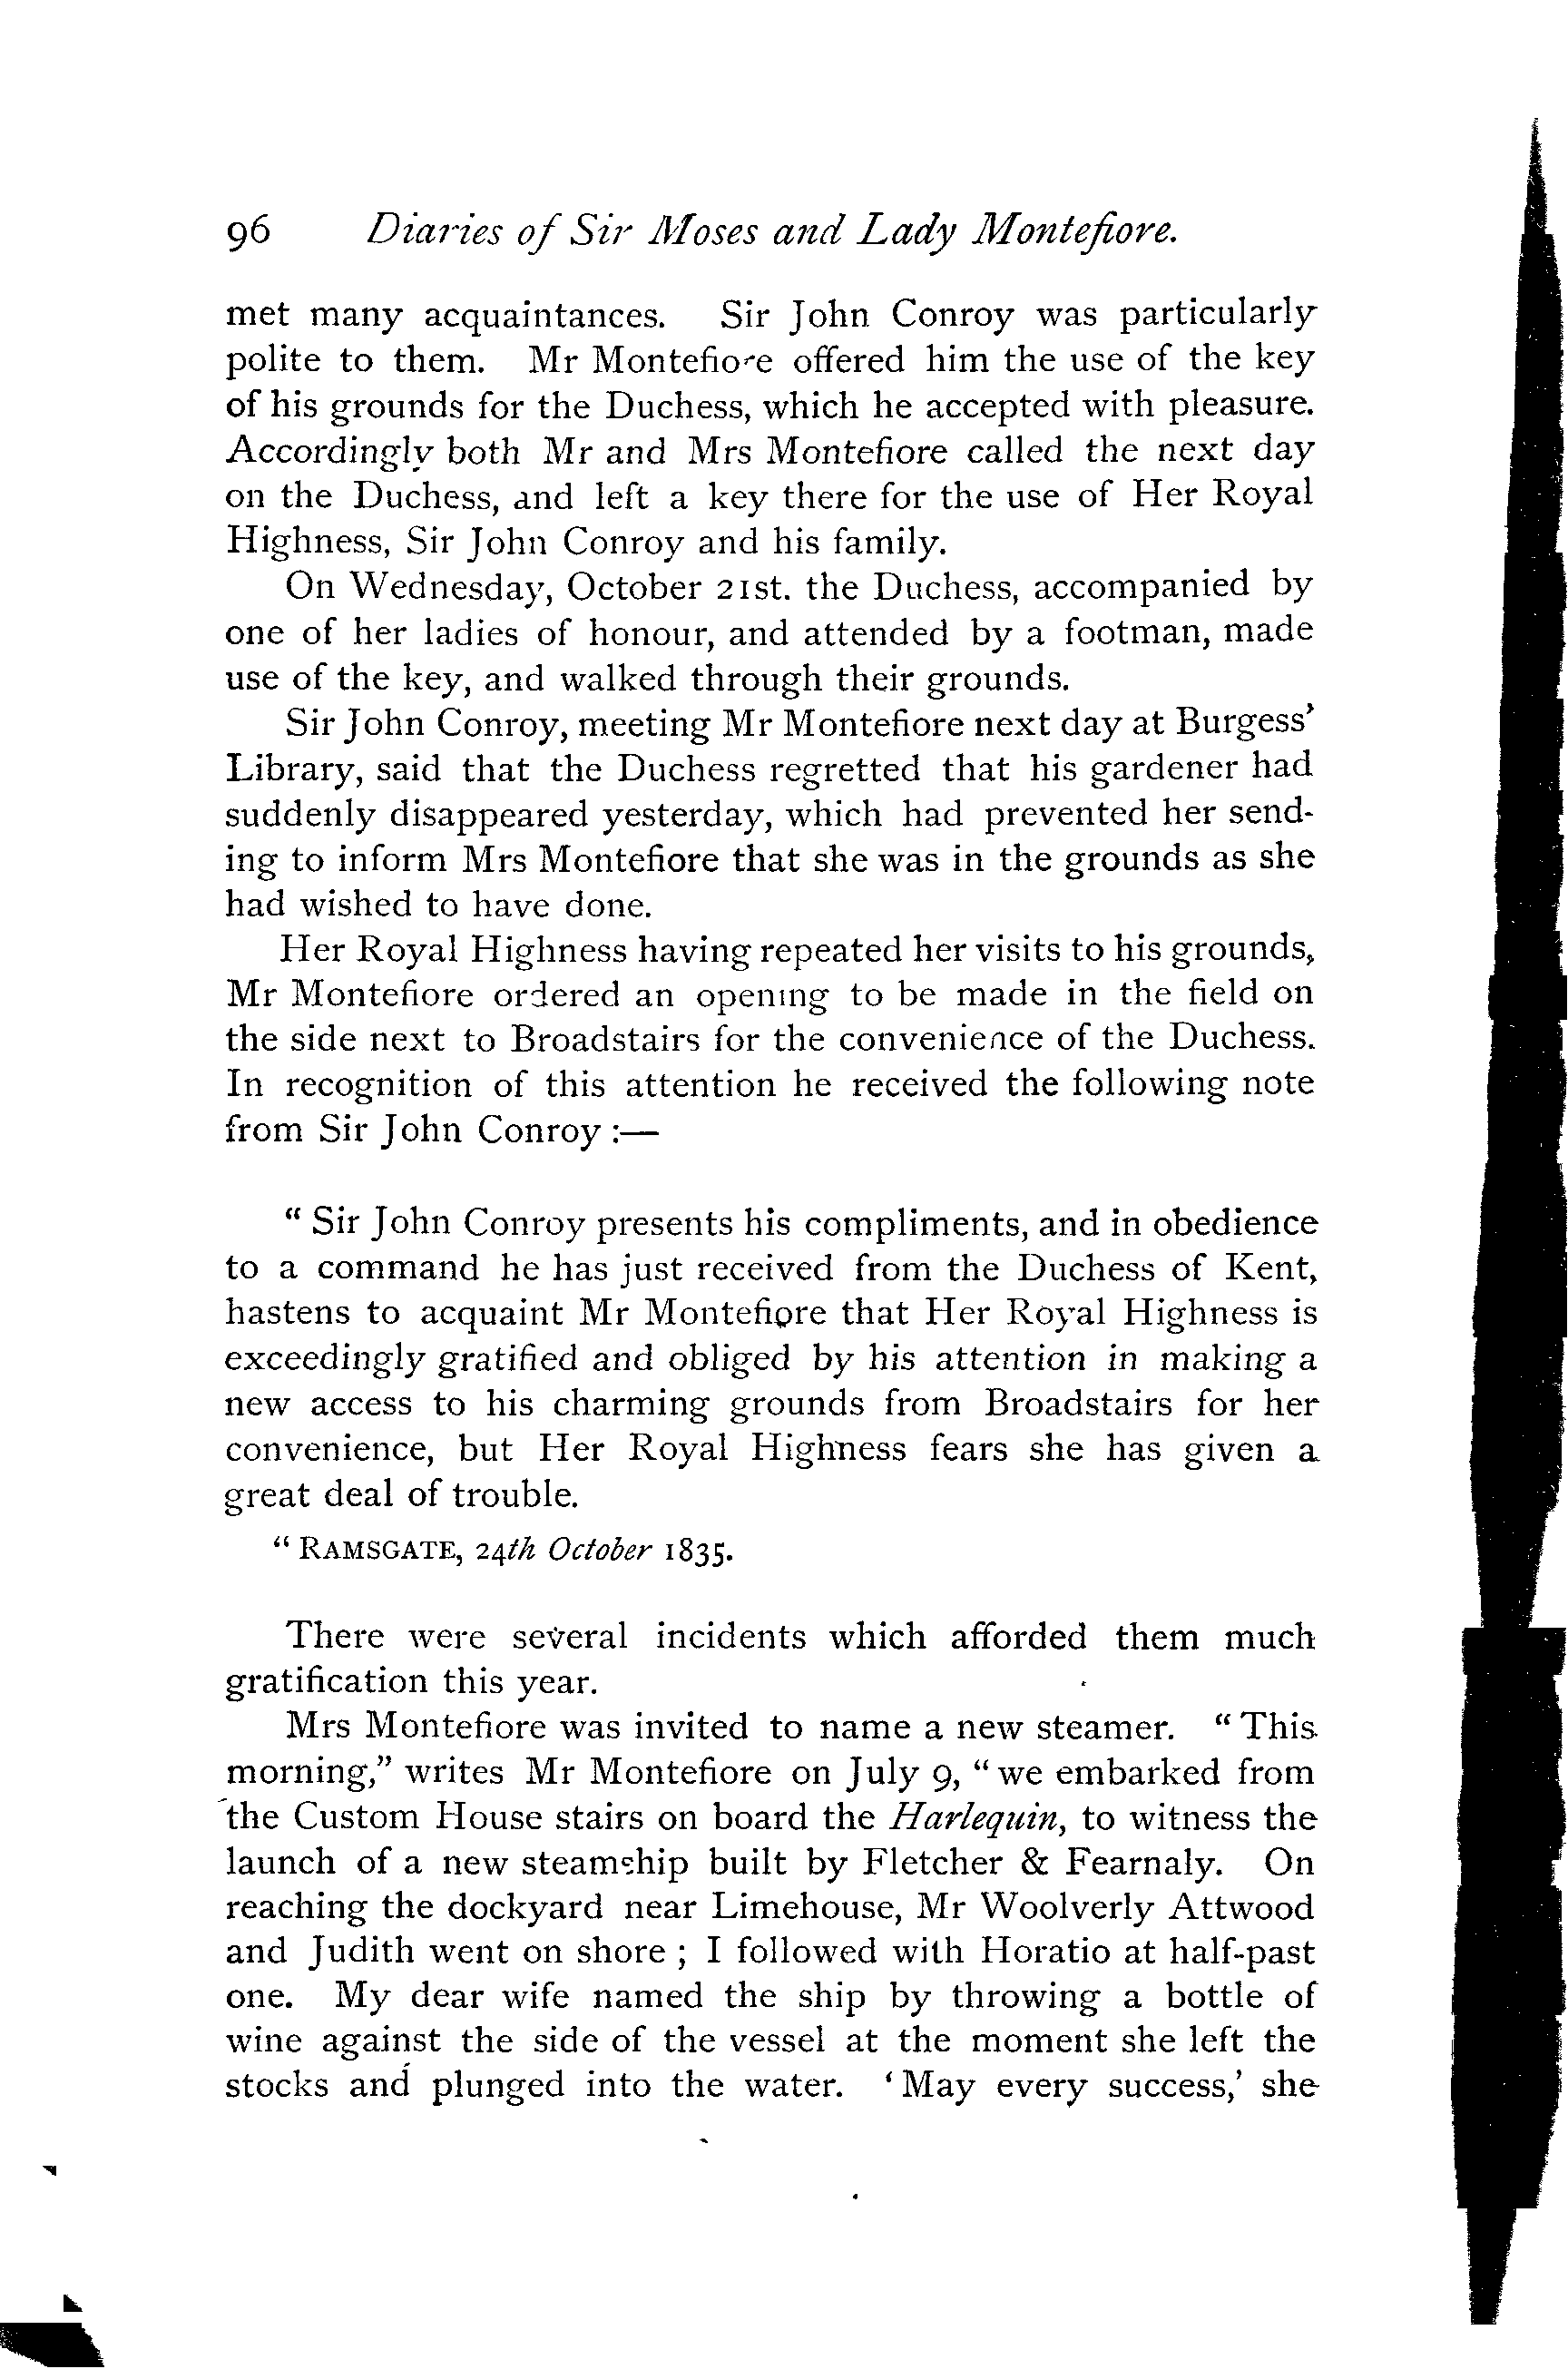 96 Diaries of Sir Moses and Lady Montefiore.
met many acquaintances. Sir John Conroy was particularly
polite to them. Mr Montefiore offered him the use of the key
of his grounds for the Duchess, which he accepted with pleasure.
Accordingly both Mr and Mrs Montefiore called the next day
on the Duchess, and left a key there for the use of Her Royal
Highness, Sir John Conroy and his family.
On Wednesday, October 21st. the Duchess, accompanied by
one of her ladies of honour, and attended by a footman, made
use of the key, and walked through their grounds.
Sir John Conroy, meeting Mr Montefiore next day at Burgess'
Library, said that the Duchess regretted that his gardener had
suddenly disappeared yesterday, which had prevented her send-
ing to inform Mrs Montefiore that she was in the grounds as she
had wished to have done.
Her Royal Highness having repeated her visits to his grounds,
Mr Montefiore ordered an opening to be made in the field on
the side next to Broadstairs for the convenience of the Duchess.
In recognition of this attention he received the following note
from Sir John Conroy :—
" Sir John Conroy presents his compliments, and in obedience
to a command he has just received from the Duchess of Kent,
hastens to acquaint Mr Montefiore that Her Royal Highness is
exceedingly gratified and obliged by his attention in making a
new access to his charming grounds from Broadstairs for her
convenience, but Her Royal Highness fears she has given a
great deal of trouble.
" RAMSGATE, 24th October 1835.
There were several incidents which afforded them much
gratification this year.
Mrs Montefiore was invited to name a new steamer. " This
morning," writes Mr Montefiore on July 9, " we embarked from
the Custom House stairs on board the Harlequin, to witness the
launch of a new steamship built by Fletcher & Fearnaly. On
reaching the dockyard near Limehouse, Mr Woolverly Attwood
and Judith went on shore ; I followed with Horatio at half-past
one. My dear wife named the ship by throwing a bottle of
wine against the side of the vessel at the moment she left the
stocks and plunged into the water. ' May every success,' she